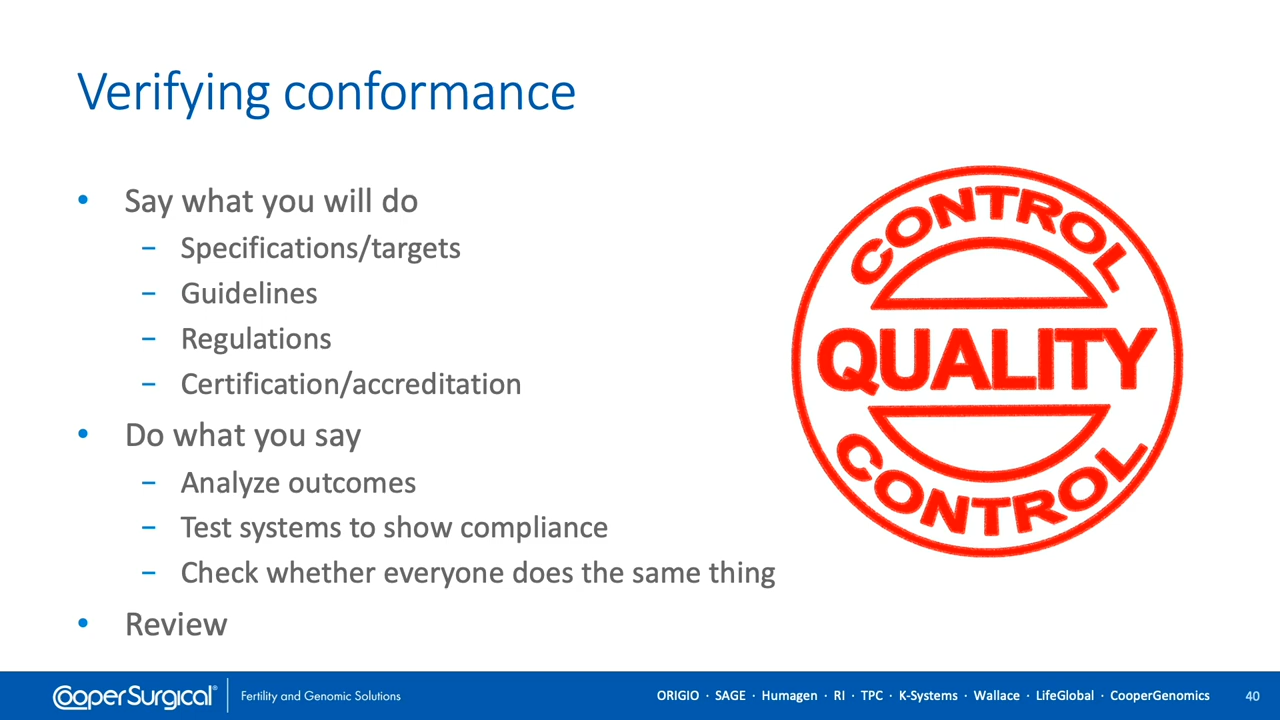 Verifying conformance
• Say what you will do
– Specifications/targets
– Guidelines
– Regulations
– Certification/accreditation
• Do what you say
– Analyze outcomes
– Test systems to show compliance
– Check whether everyone does the same thing
• Review
CONTROL
QUALITY
CONTROL
CooperSurgical® Fertility and Genomic Solutions
ORIGIO · SAGE · Humagen · RI · TPC · K-Systems · Wallace · LifeGlobal · CooperGenomics 40